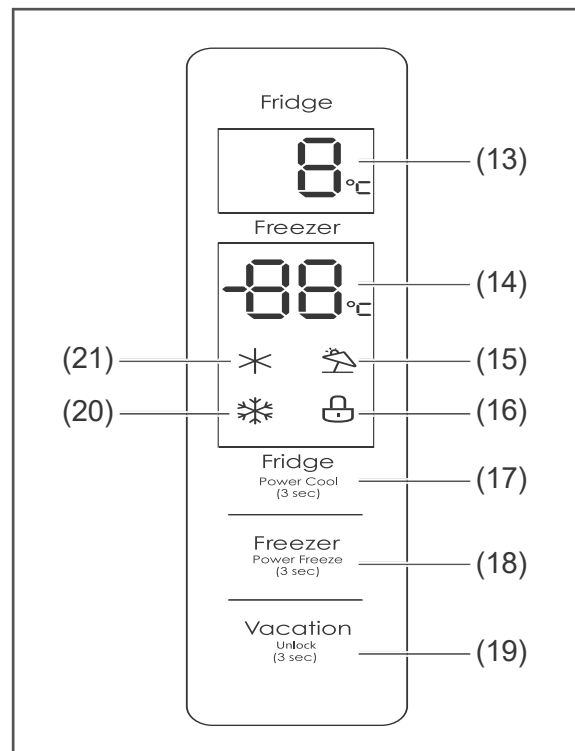 Fridge
8°C
(13)
Freezer
-88°C
(14)
(21)
(15)
(20)
(16)
Fridge
Power Cool
(3 sec)
(17)
Freezer
Power Freeze
(3 sec)
(18)
Vacation
Unlock
(3 sec)
(19)